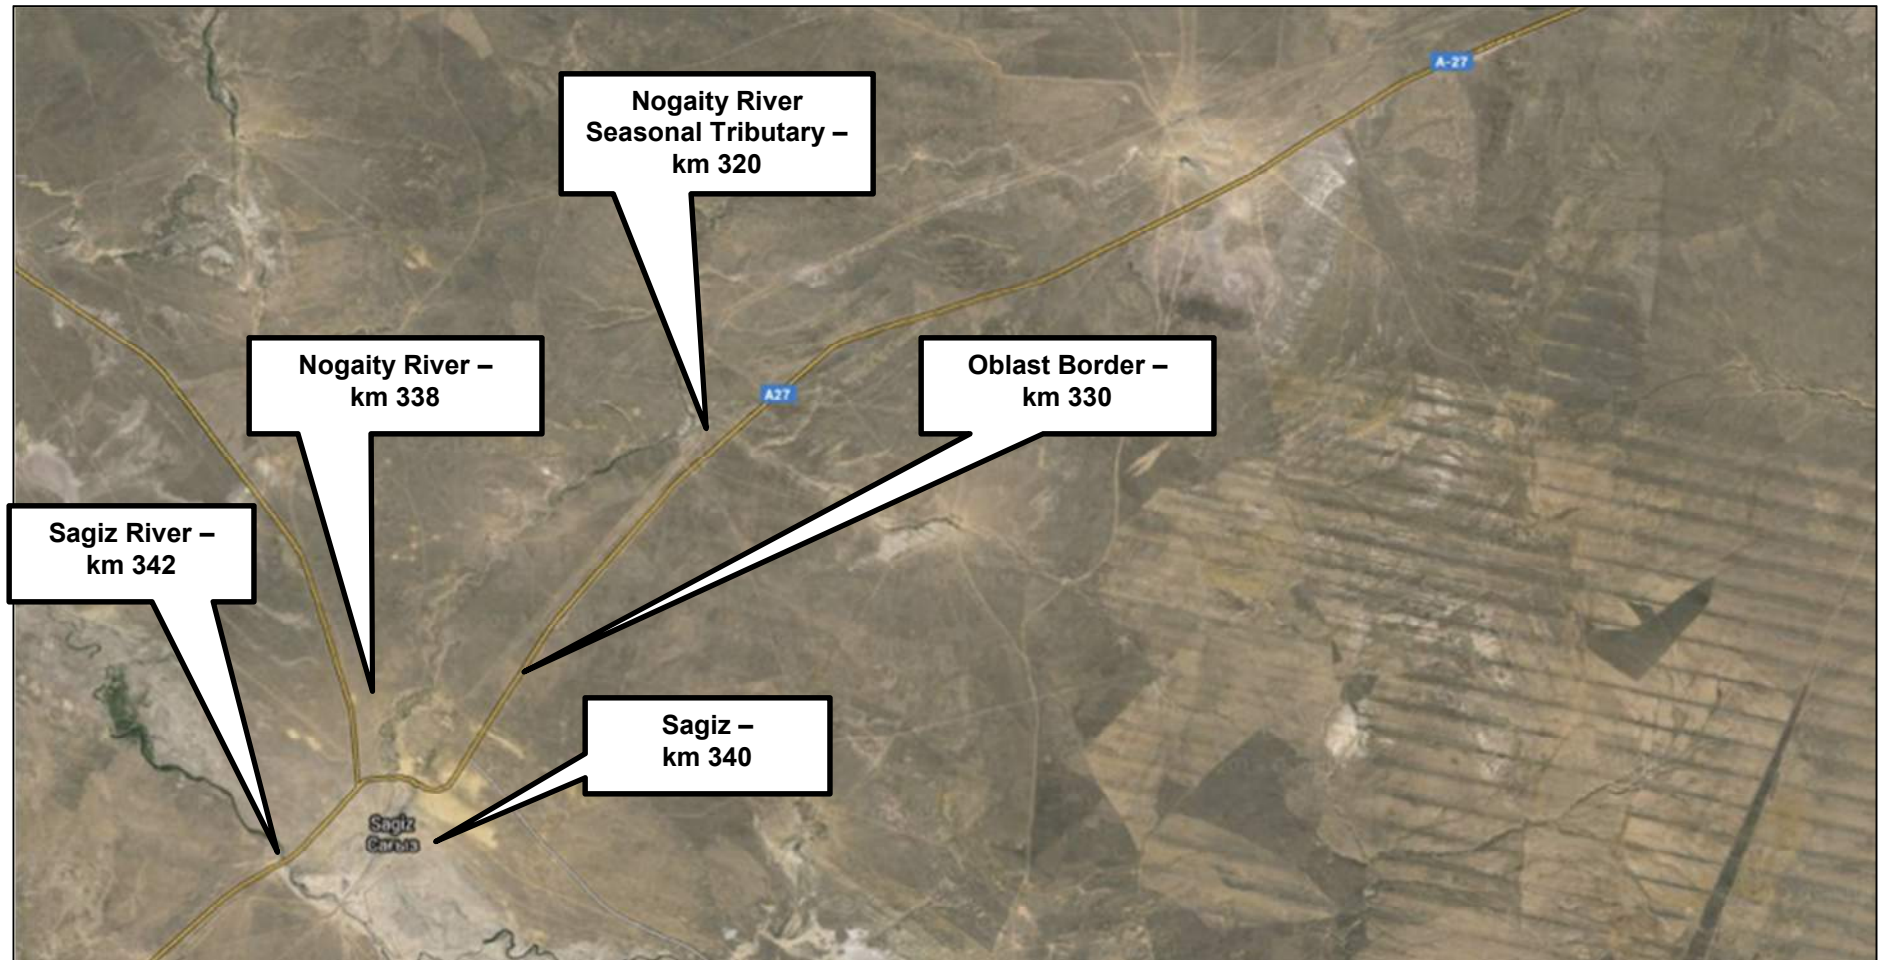 A-27
Nogaity River
Seasonal Tributary –
km 320
Nogaity River –
km 338
A27
Oblast Border –
km 330
Sagiz River –
km 342
Sagiz –
km 340
Sagiz
Сагыз